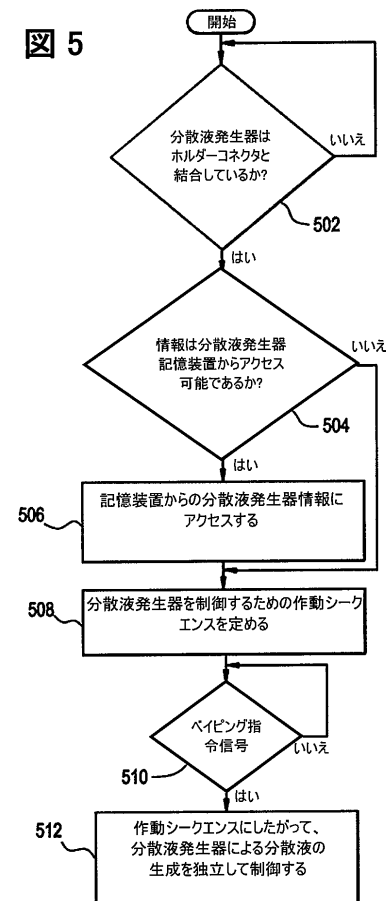 図 5
開始
分散液発生器は
ホルダーコネクタと
結合しているか?
いいえ
502
はい
情報は分散液発生器
記憶装置からアクセス
可能であるか?
いいえ
504
はい
506
記憶装置からの分散液発生器情報に
アクセスする
508
分散液発生器を制御するための作動シーク
エンスを定める
ベイピング指
令信号
いいえ
510
はい
512
作動シークエンスにしたがって、
分散液発生器による分散液の
生成を独立して制御する